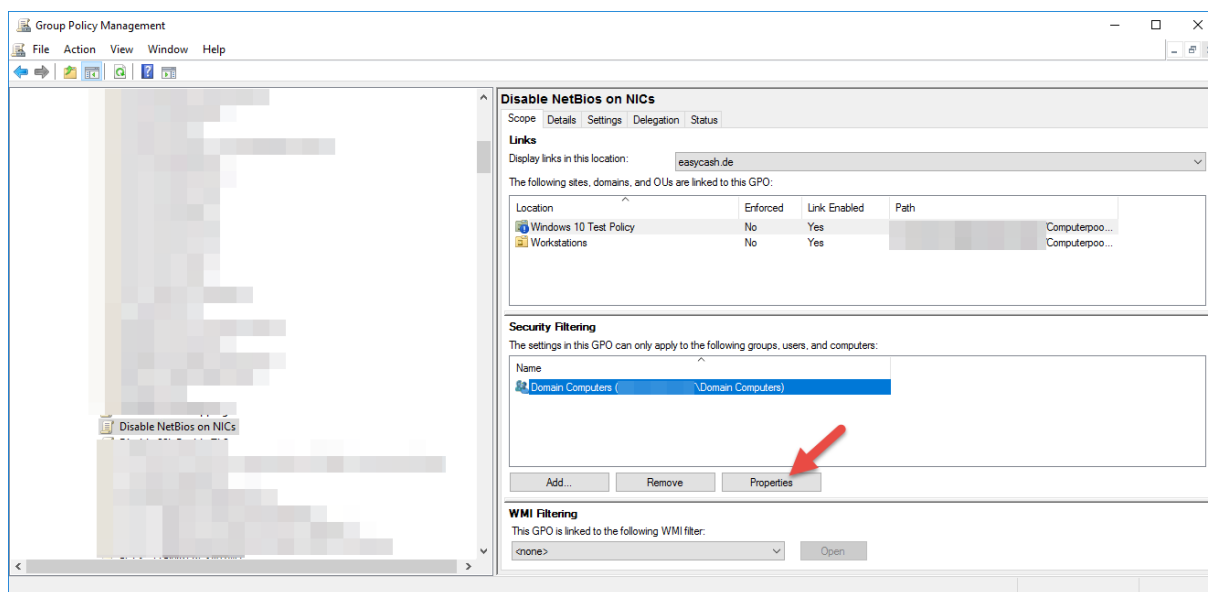 Group Policy Management
File Action View Window Help
Disable NetBios on NICs
Disable NetBios on NICs
Scope Details Settings Delegation Status
Links
Display links in this location: easycash.de
The following sites, domains, and OUs are linked to this GPO:
Location Enforced Link Enabled Path
Windows 10 Test Policy No Yes /Computerpoo...
Workstations No Yes /Computerpoo...
Security Filtering
The settings in this GPO can only apply to the following groups, users, and computers:
Name
Domain Computers ( \Domain Computers)
Add... Remove Properties
WMI Filtering
This GPO is linked to the following WMI filter:
<none> Open